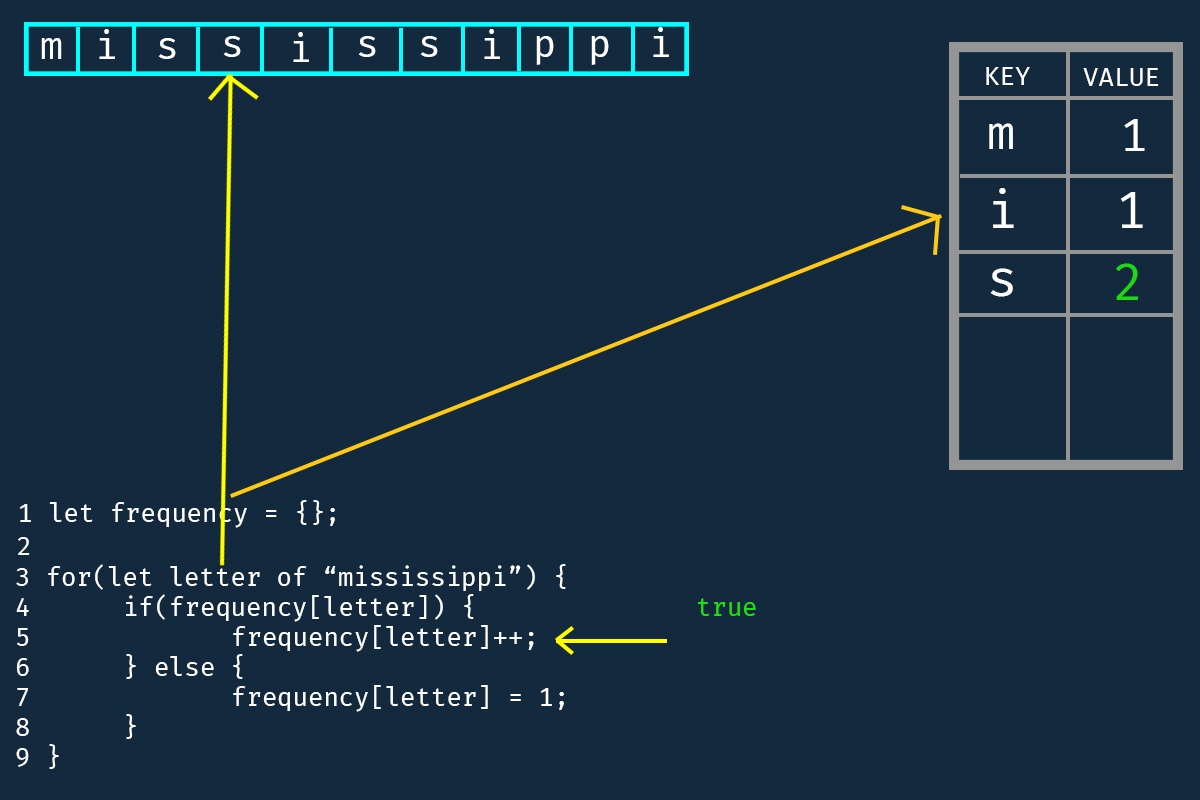 m i s s i s s i p p i
KEY VALUE
m 1
i 1
s 2
1 let frequency = {};
2
3 for(let letter of “mississippi”) {
4 if(frequency[letter]) { true
5 frequency[letter]++;
6 } else {
7 frequency[letter] = 1;
8 }
9 }